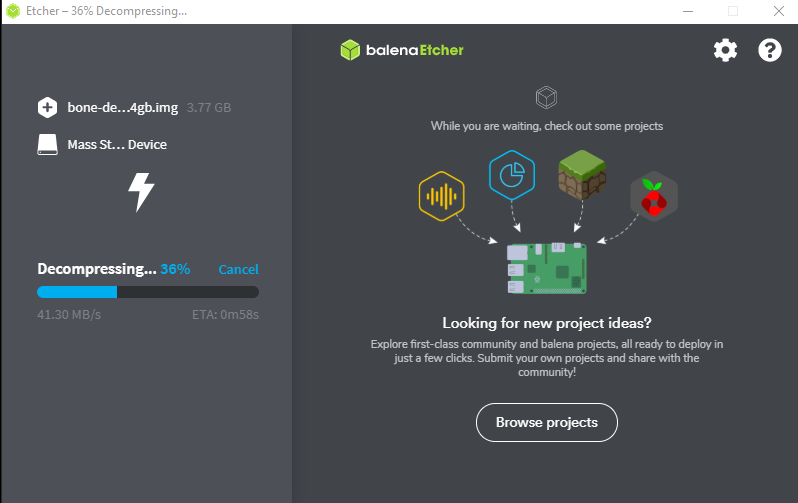 Etcher – 36% Decompressing...
balenaEtcher
bone-de...4gb.img 3.77 GB
Mass St... Device
Decompressing... 36% Cancel
41.30 MB/s ETA: 0m58s
While you are waiting, check out some projects
Looking for new project ideas?
Explore first-class community and balena projects, all ready to deploy in
just a few clicks. Submit your own projects and share with the
community!
Browse projects